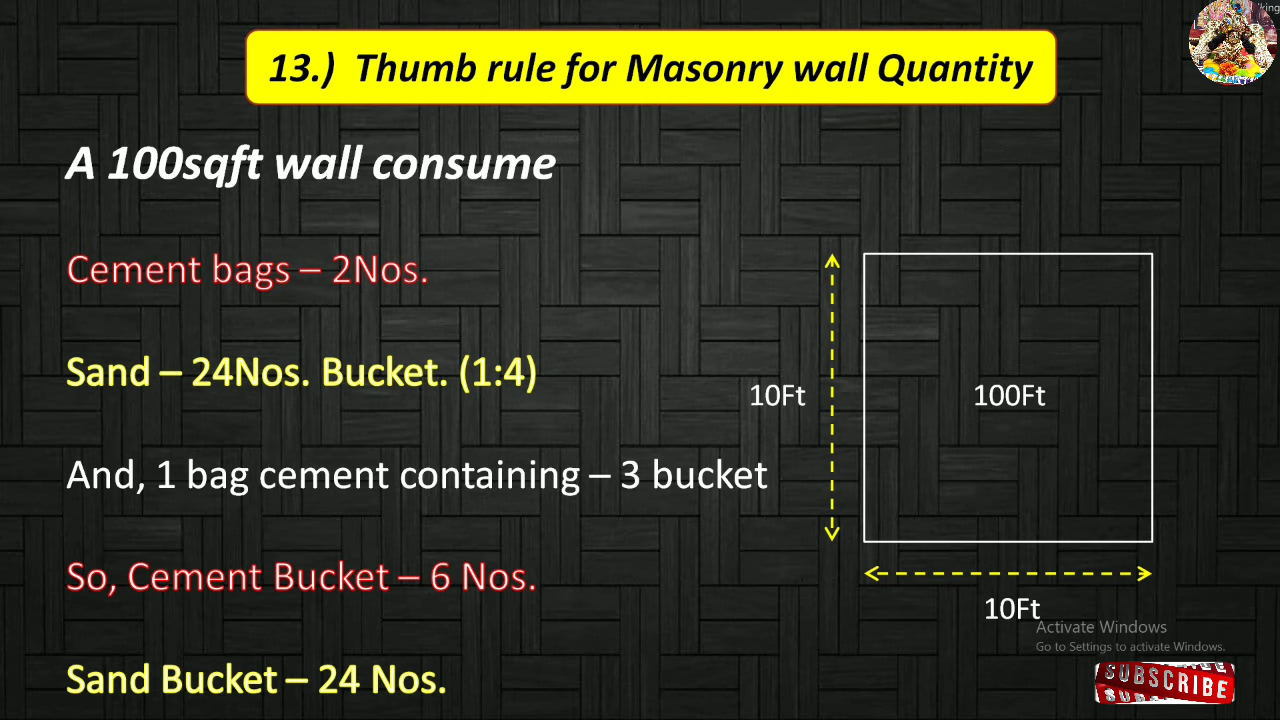 king
13.) Thumb rule for Masonry wall Quantity
A 100sqft wall consume
Cement bags – 2Nos.
Sand – 24Nos. Bucket. (1:4)
And, 1 bag cement containing – 3 bucket
So, Cement Bucket – 6 Nos.
Sand Bucket – 24 Nos.
10Ft
100Ft
10Ft
Activate Windows
Go to Settings to activate Windows.
SUBSCRIBE